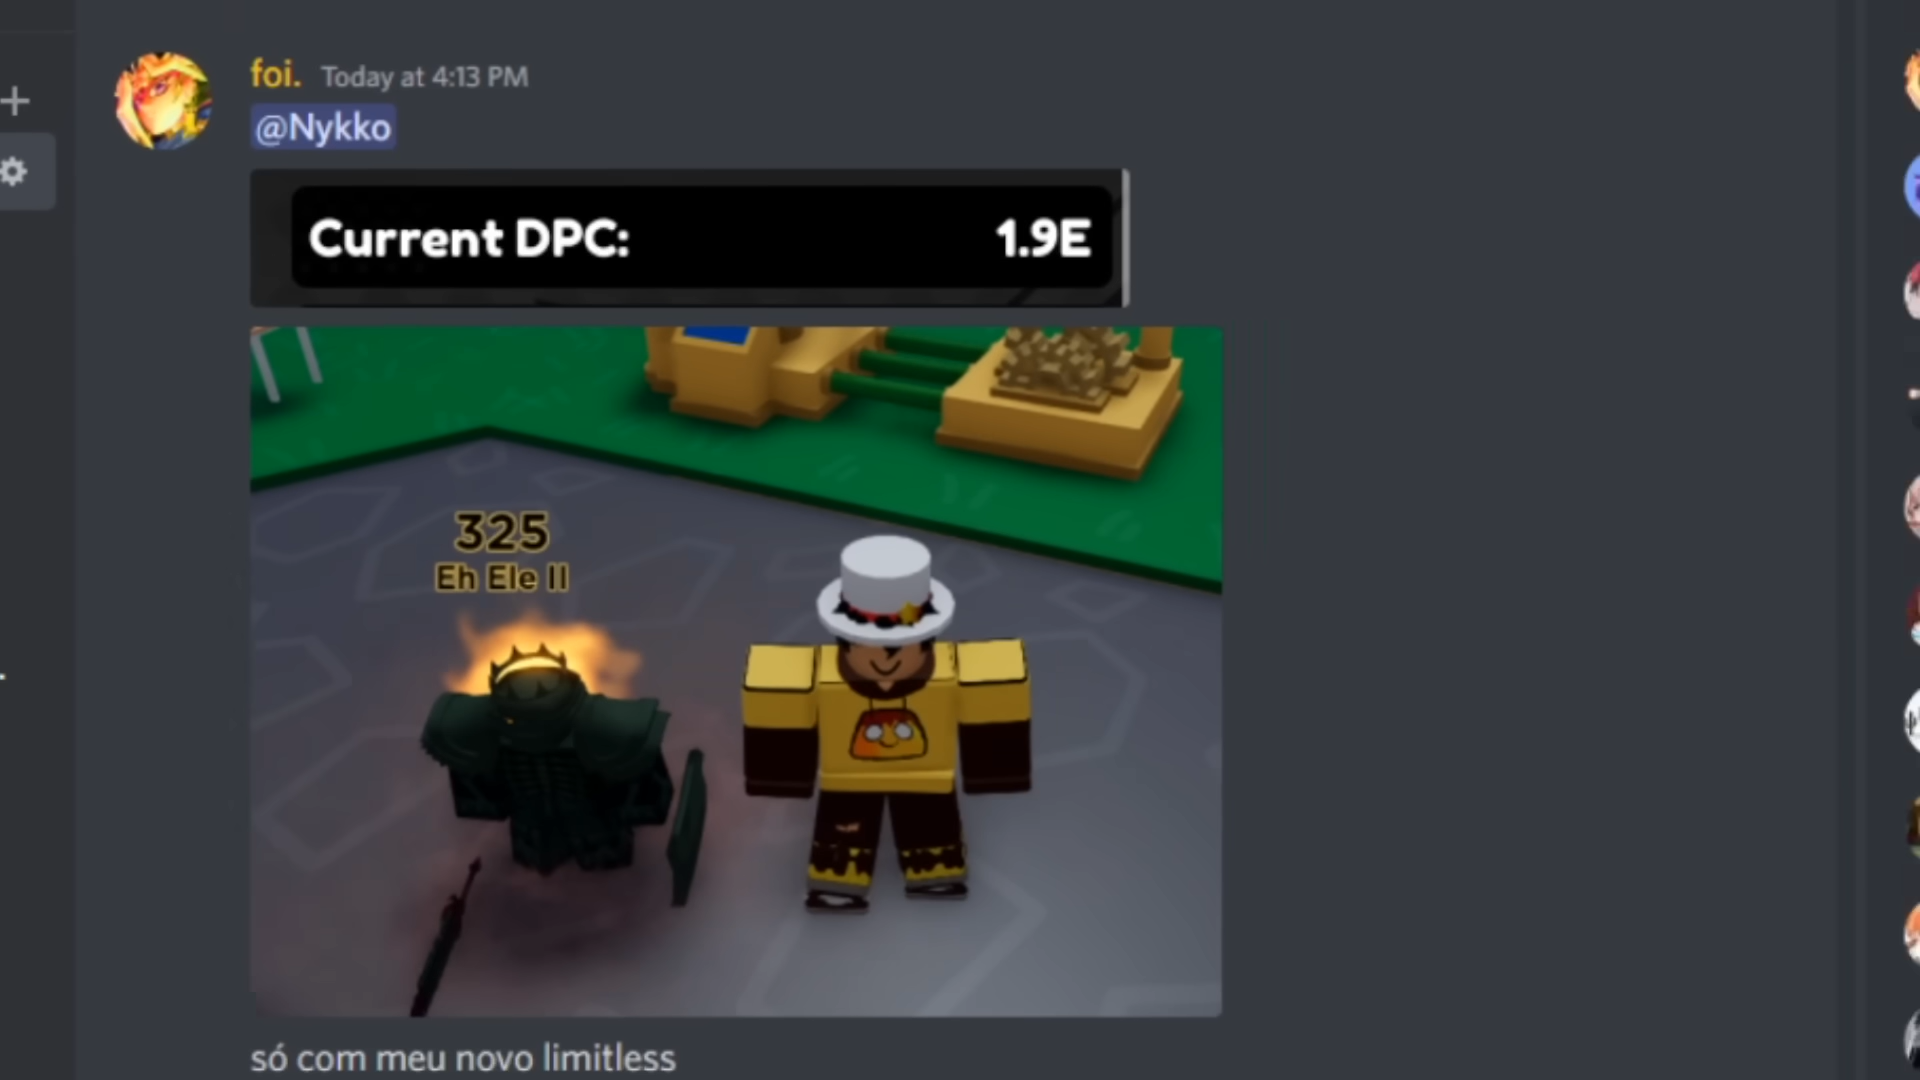 foi. Today at 4:13 PM
@Nykko
Current DPC: 1.9E
325
Eh Ele II
só com meu novo limitless